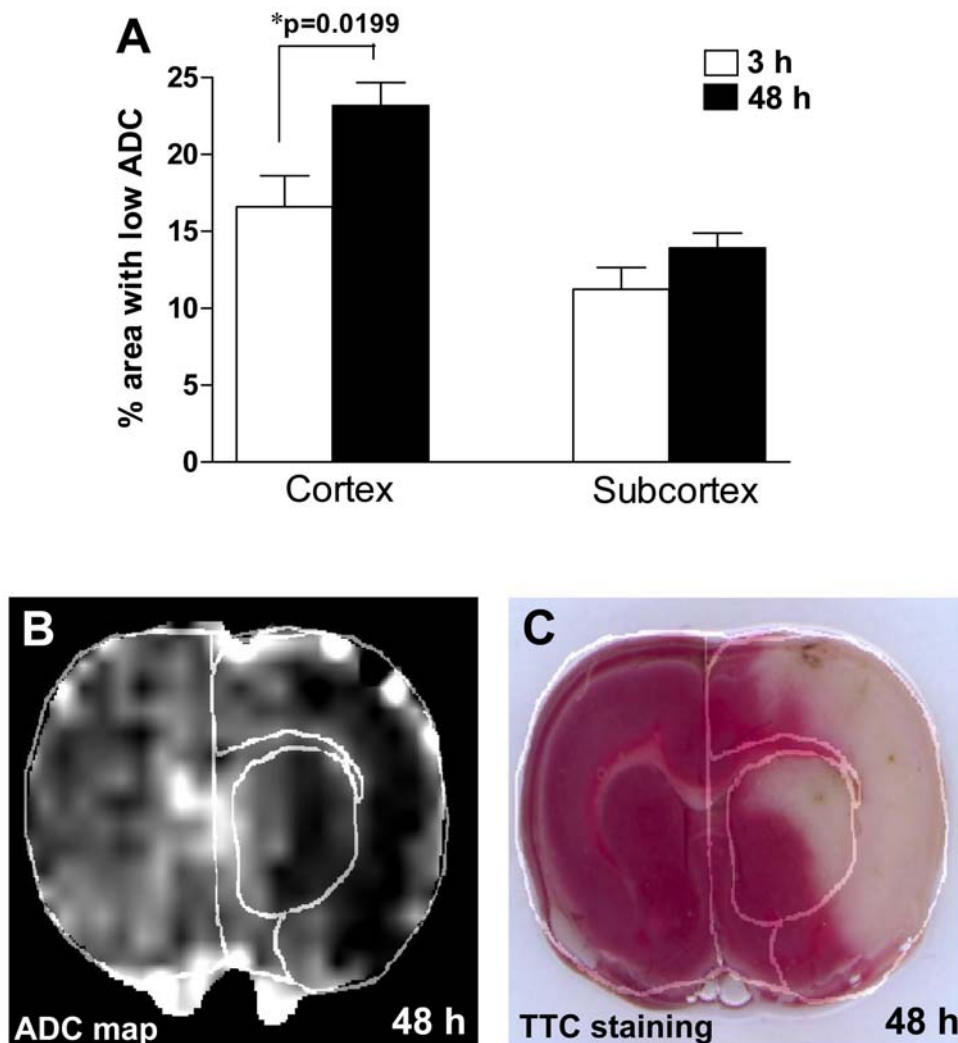 A
*p=0.0199
3 h
48 h
% area with low ADC
25
20
15
10
5
0
Cortex
Subcortex
B
ADC map
48 h
C
TTC staining
48 h